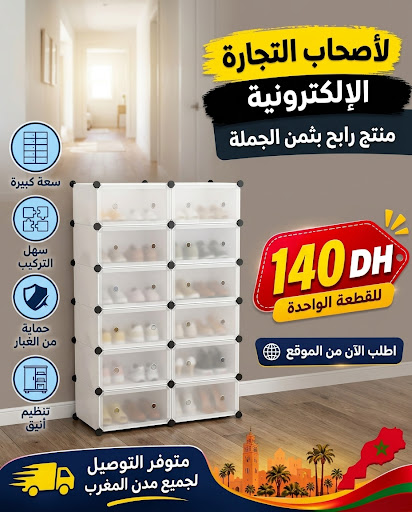 لأصحاب التجارة
الإلكترونية
منتج رابح بثمن الجملة
سعة كبيرة
سهل
التركيب
حماية
من الغبار
تنظيم
أنيق
140 DH
للقطعة الواحدة
اطلب الآن من الموقع
متوفر التوصيل
لجميع مدن المغرب